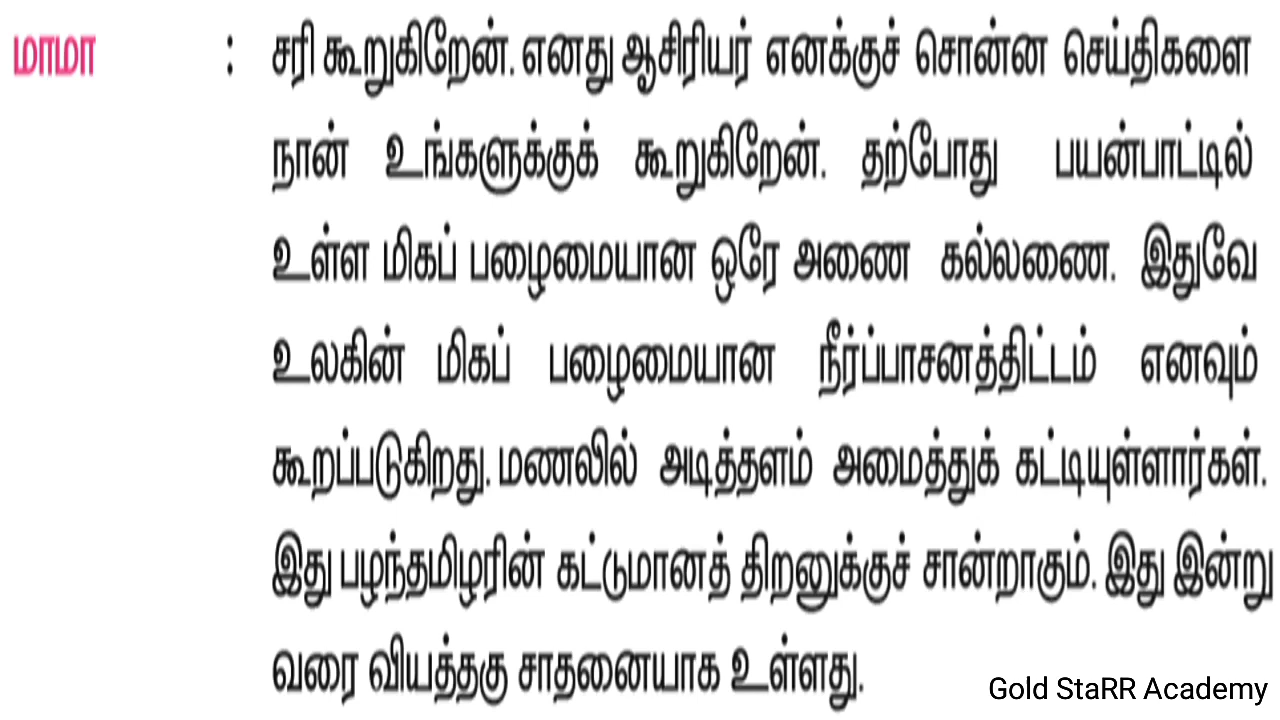 மாமா : சரி கூறுகிறேன். எனது ஆசிரியர் எனக்குச் சொன்ன செய்திகளை
நான் உங்களுக்குக் கூறுகிறேன். தற்போது பயன்பாட்டில்
உள்ள மிகப் பழைமையான ஒரே அணை கல்லணை. இதுவே
உலகின் மிகப் பழைமையான நீர்ப்பாசனத்திட்டம் எனவும்
கூறப்படுகிறது. மணலில் அடித்தளம் அமைத்துக் கட்டியுள்ளார்கள்.
இது பழந்தமிழரின் கட்டுமானத் திறனுக்குச் சான்றாகும். இது இன்று
வரை வியத்தகு சாதனையாக உள்ளது.
Gold StaRR Academy